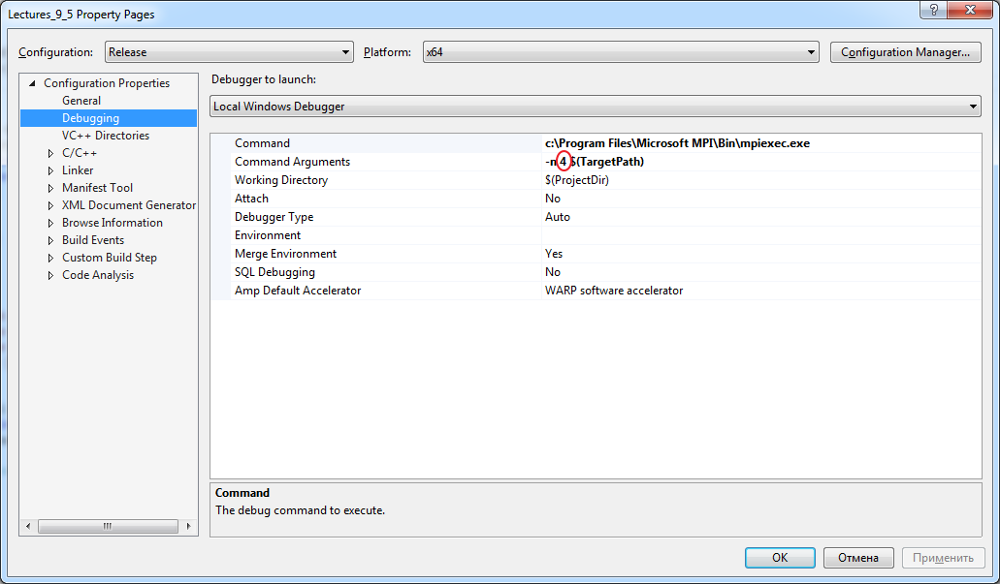 Lectures_9_5 Property Pages
Configuration: Release Platform: x64 Configuration Manager...
Configuration Properties
General
Debugging
VC++ Directories
C/C++
Linker
Manifest Tool
XML Document Generator
Browse Information
Build Events
Custom Build Step
Code Analysis
Debugger to launch:
Local Windows Debugger
Command c:\Program Files\Microsoft MPI\Bin\mpiexec.exe
Command Arguments -n 4 $(TargetPath)
Working Directory $(ProjectDir)
Attach No
Debugger Type Auto
Environment
Merge Environment Yes
SQL Debugging No
Amp Default Accelerator WARP software accelerator
Command
The debug command to execute.
OK Отмена Применить